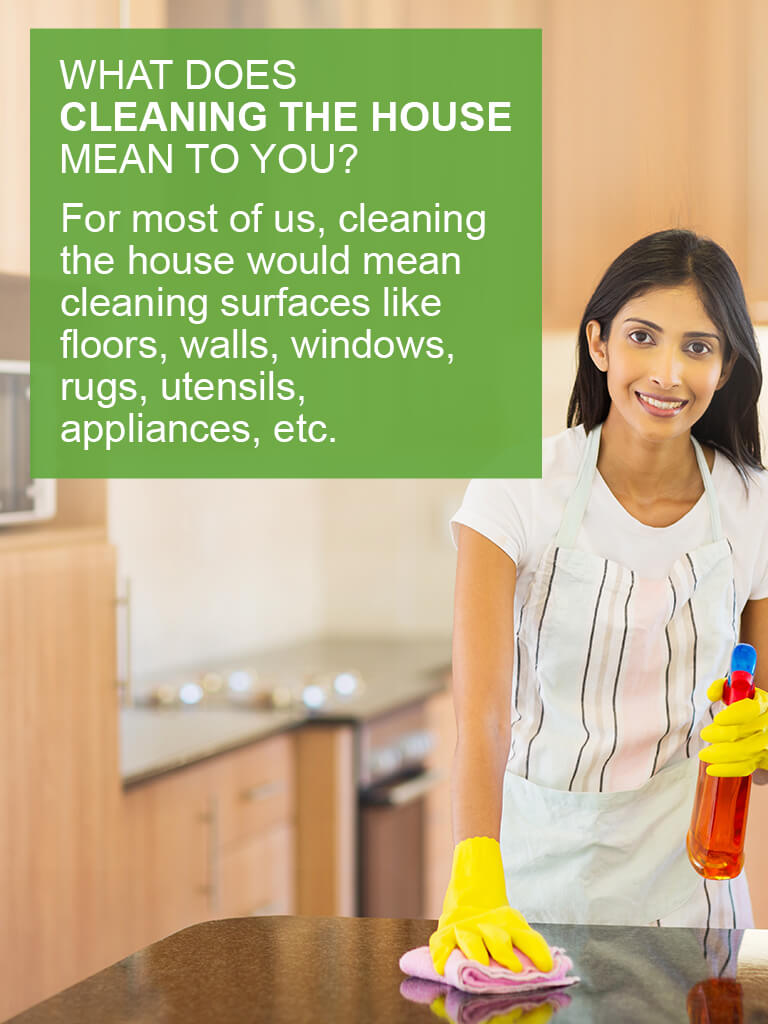 WHAT DOES
CLEANING THE HOUSE
MEAN TO YOU?
For most of us, cleaning
the house would mean
cleaning surfaces like
floors, walls, windows,
rugs, utensils,
appliances, etc.